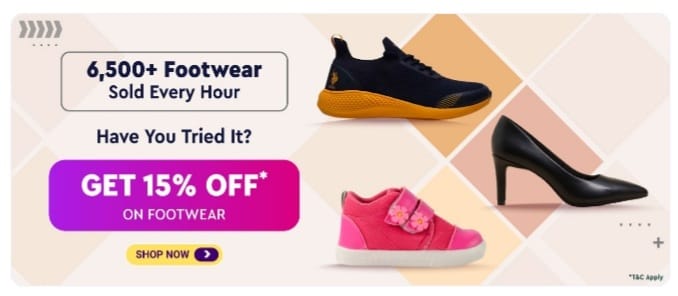 6,500+ Footwear
Sold Every Hour
Have You Tried It?
GET 15% OFF*
ON FOOTWEAR
SHOP NOW
*T&C Apply